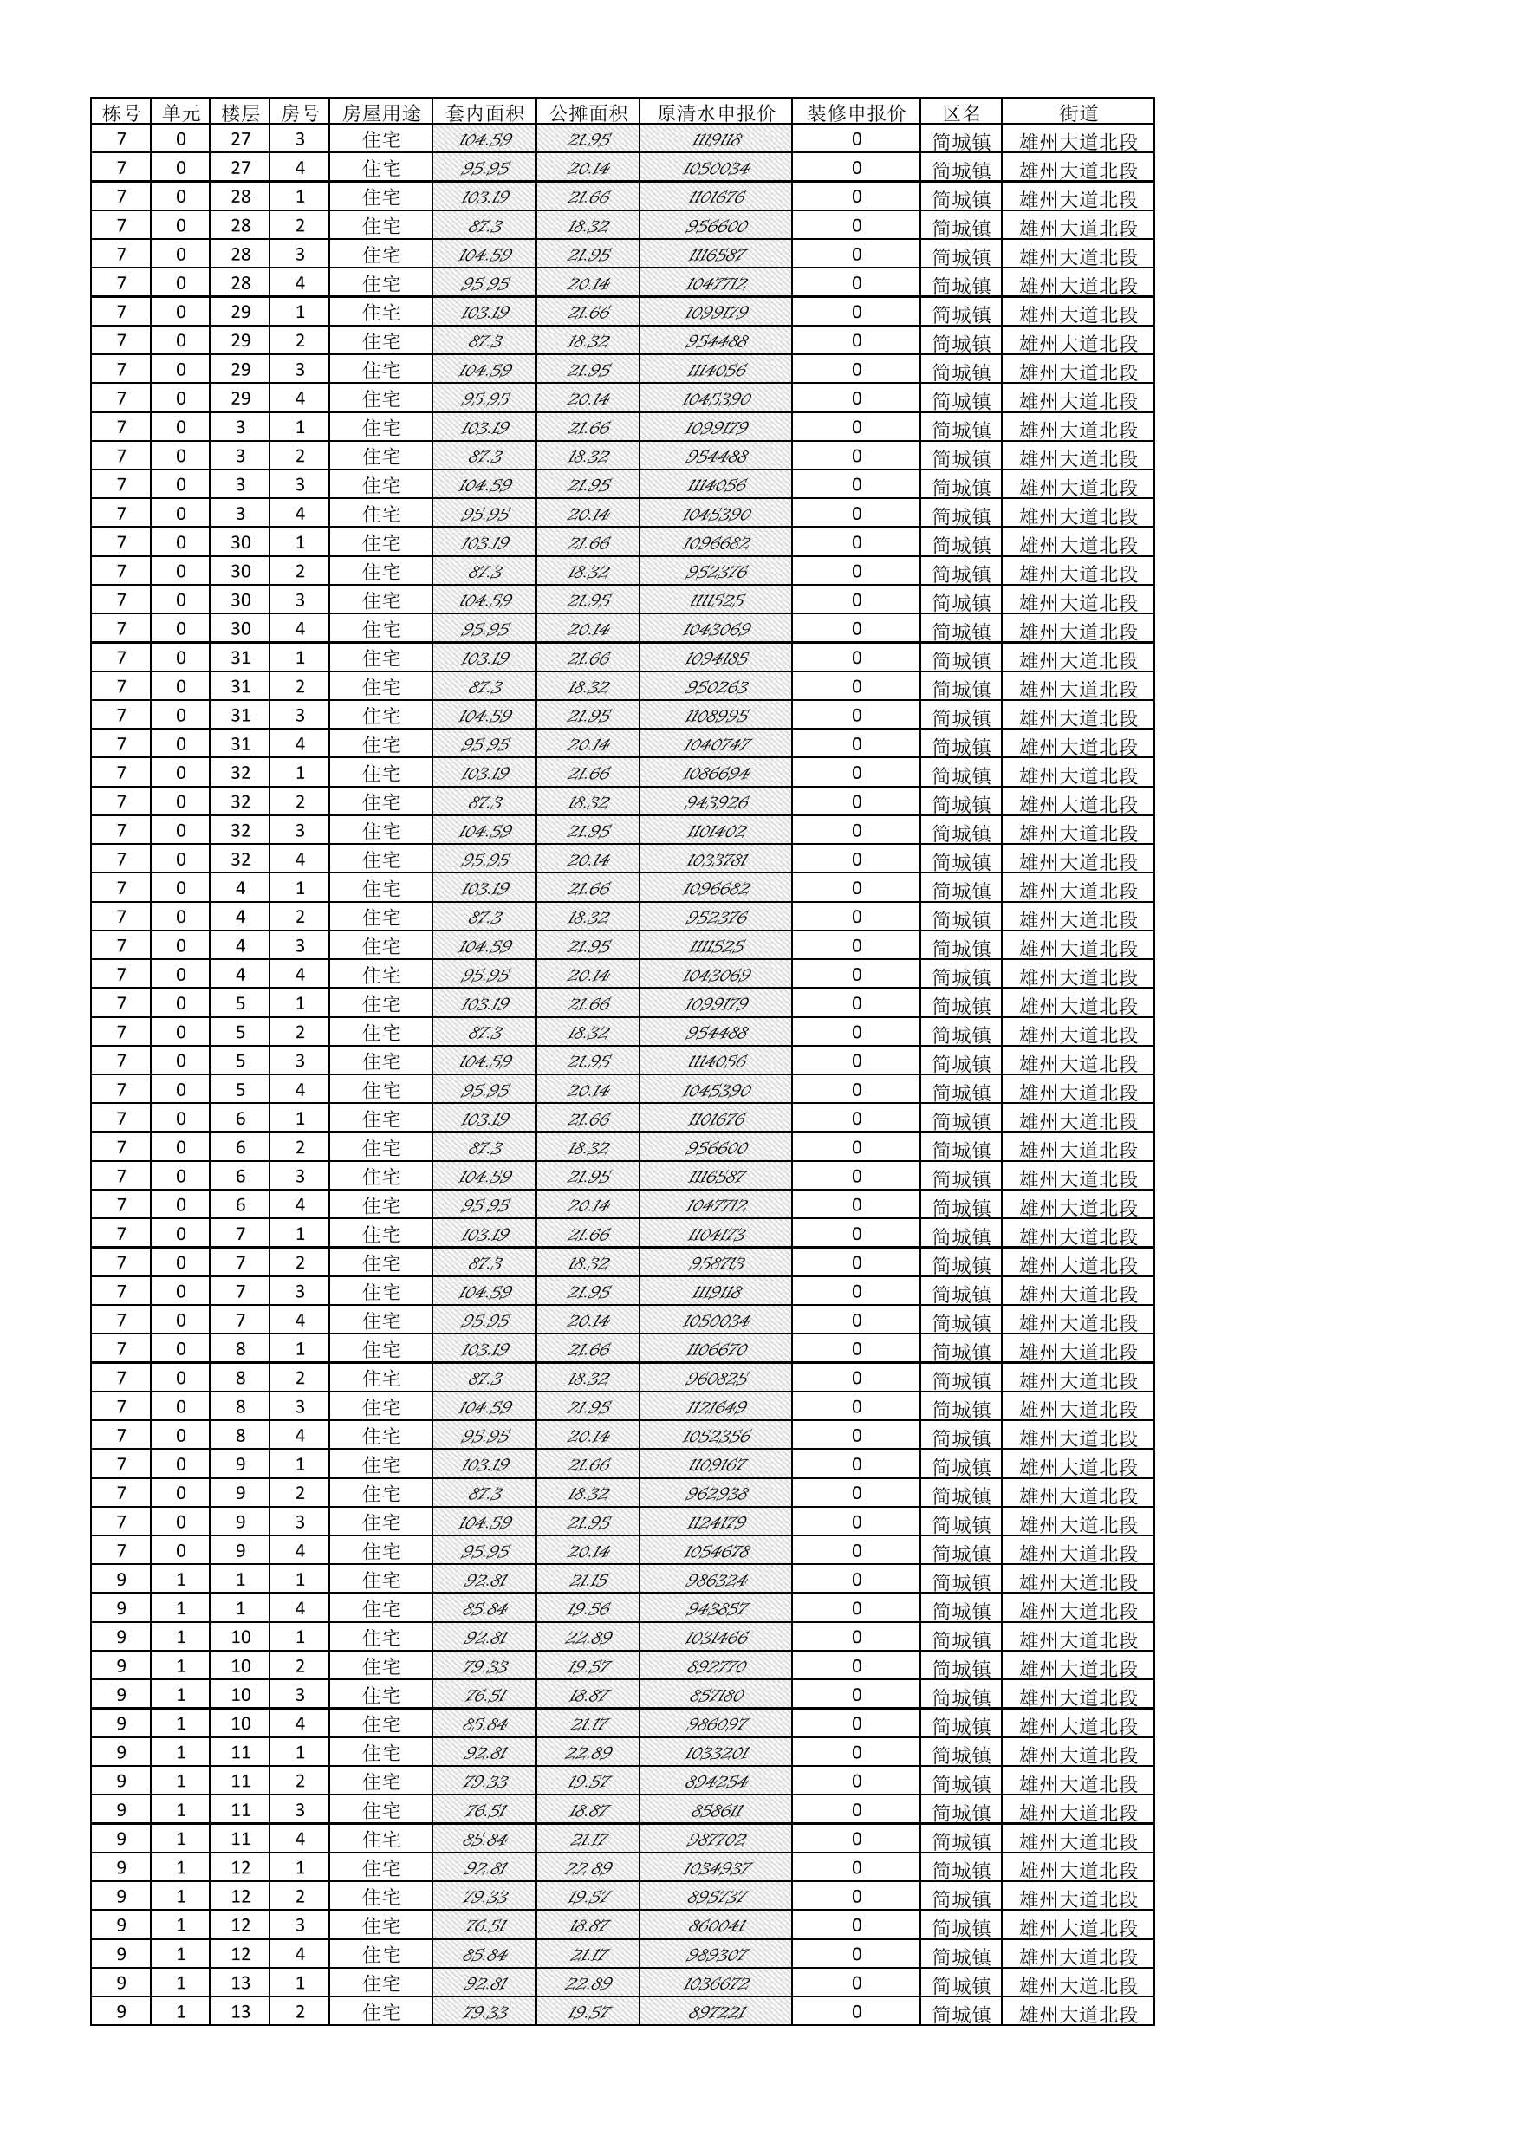 栋号 单元 楼层 房号 房屋用途 套内面积 公摊面积 原清水申报价 装修申报价 区名 街道
7 0 27 3 住宅 104.59 21.95 1119118 0 简城镇 雄州大道北段
7 0 27 4 住宅 95.95 20.14 1050034 0 简城镇 雄州大道北段
7 0 28 1 住宅 103.19 21.66 1101676 0 简城镇 雄州大道北段
7 0 28 2 住宅 87.3 18.32 956600 0 简城镇 雄州大道北段
7 0 28 3 住宅 104.59 21.95 1116587 0 简城镇 雄州大道北段
7 0 28 4 住宅 95.95 20.14 1047712 0 简城镇 雄州大道北段
7 0 29 1 住宅 103.19 21.66 1099179 0 简城镇 雄州大道北段
7 0 29 2 住宅 87.3 18.32 954488 0 简城镇 雄州大道北段
7 0 29 3 住宅 104.59 21.95 1114056 0 简城镇 雄州大道北段
7 0 29 4 住宅 95.95 20.14 1045390 0 简城镇 雄州大道北段
7 0 3 1 住宅 103.19 21.66 1099179 0 简城镇 雄州大道北段
7 0 3 2 住宅 87.3 18.32 954488 0 简城镇 雄州大道北段
7 0 3 3 住宅 104.59 21.95 1114056 0 简城镇 雄州大道北段
7 0 3 4 住宅 95.95 20.14 1045390 0 简城镇 雄州大道北段
7 0 30 1 住宅 103.19 21.66 1096682 0 简城镇 雄州大道北段
7 0 30 2 住宅 87.3 18.32 952376 0 简城镇 雄州大道北段
7 0 30 3 住宅 104.59 21.95 1111525 0 简城镇 雄州大道北段
7 0 30 4 住宅 95.95 20.14 1043069 0 简城镇 雄州大道北段
7 0 31 1 住宅 103.19 21.66 1094185 0 简城镇 雄州大道北段
7 0 31 2 住宅 87.3 18.32 950263 0 简城镇 雄州大道北段
7 0 31 3 住宅 104.59 21.95 1108995 0 简城镇 雄州大道北段
7 0 31 4 住宅 95.95 20.14 1040747 0 简城镇 雄州大道北段
7 0 32 1 住宅 103.19 21.66 1086694 0 简城镇 雄州大道北段
7 0 32 2 住宅 87.3 18.32 943926 0 简城镇 雄州大道北段
7 0 32 3 住宅 104.59 21.95 1101402 0 简城镇 雄州大道北段
7 0 32 4 住宅 95.95 20.14 1033781 0 简城镇 雄州大道北段
7 0 4 1 住宅 103.19 21.66 1096682 0 简城镇 雄州大道北段
7 0 4 2 住宅 87.3 18.32 952376 0 简城镇 雄州大道北段
7 0 4 3 住宅 104.59 21.95 1111525 0 简城镇 雄州大道北段
7 0 4 4 住宅 95.95 20.14 1043069 0 简城镇 雄州大道北段
7 0 5 1 住宅 103.19 21.66 1099179 0 简城镇 雄州大道北段
7 0 5 2 住宅 87.3 18.32 954488 0 简城镇 雄州大道北段
7 0 5 3 住宅 104.59 21.95 1114056 0 简城镇 雄州大道北段
7 0 5 4 住宅 95.95 20.14 1045390 0 简城镇 雄州大道北段
7 0 6 1 住宅 103.19 21.66 1101676 0 简城镇 雄州大道北段
7 0 6 2 住宅 87.3 18.32 956600 0 简城镇 雄州大道北段
7 0 6 3 住宅 104.59 21.95 1116587 0 简城镇 雄州大道北段
7 0 6 4 住宅 95.95 20.14 1047712 0 简城镇 雄州大道北段
7 0 7 1 住宅 103.19 21.66 1104173 0 简城镇 雄州大道北段
7 0 7 2 住宅 87.3 18.32 958713 0 简城镇 雄州大道北段
7 0 7 3 住宅 104.59 21.95 1119118 0 简城镇 雄州大道北段
7 0 7 4 住宅 95.95 20.14 1050034 0 简城镇 雄州大道北段
7 0 8 1 住宅 103.19 21.66 1106670 0 简城镇 雄州大道北段
7 0 8 2 住宅 87.3 18.32 960825 0 简城镇 雄州大道北段
7 0 8 3 住宅 104.59 21.95 1121649 0 简城镇 雄州大道北段
7 0 8 4 住宅 95.95 20.14 1052356 0 简城镇 雄州大道北段
7 0 9 1 住宅 103.19 21.66 1109167 0 简城镇 雄州大道北段
7 0 9 2 住宅 87.3 18.32 962938 0 简城镇 雄州大道北段
7 0 9 3 住宅 104.59 21.95 1124179 0 简城镇 雄州大道北段
7 0 9 4 住宅 95.95 20.14 1054678 0 简城镇 雄州大道北段
9 1 1 1 住宅 92.81 21.15 986324 0 简城镇 雄州大道北段
9 1 1 4 住宅 85.84 19.56 943857 0 简城镇 雄州大道北段
9 1 10 1 住宅 92.81 22.89 1031466 0 简城镇 雄州大道北段
9 1 10 2 住宅 79.33 19.57 892770 0 简城镇 雄州大道北段
9 1 10 3 住宅 76.51 18.87 857180 0 简城镇 雄州大道北段
9 1 10 4 住宅 85.84 21.17 986097 0 简城镇 雄州大道北段
9 1 11 1 住宅 92.81 22.89 1033201 0 简城镇 雄州大道北段
9 1 11 2 住宅 79.33 19.57 894254 0 简城镇 雄州大道北段
9 1 11 3 住宅 76.51 18.87 858611 0 简城镇 雄州大道北段
9 1 11 4 住宅 85.84 21.17 987702 0 简城镇 雄州大道北段
9 1 12 1 住宅 92.81 22.89 1034937 0 简城镇 雄州大道北段
9 1 12 2 住宅 79.33 19.57 895737 0 简城镇 雄州大道北段
9 1 12 3 住宅 76.51 18.87 860041 0 简城镇 雄州大道北段
9 1 12 4 住宅 85.84 21.17 989307 0 简城镇 雄州大道北段
9 1 13 1 住宅 92.81 22.89 1036672 0 简城镇 雄州大道北段
9 1 13 2 住宅 79.33 19.57 897221 0 简城镇 雄州大道北段